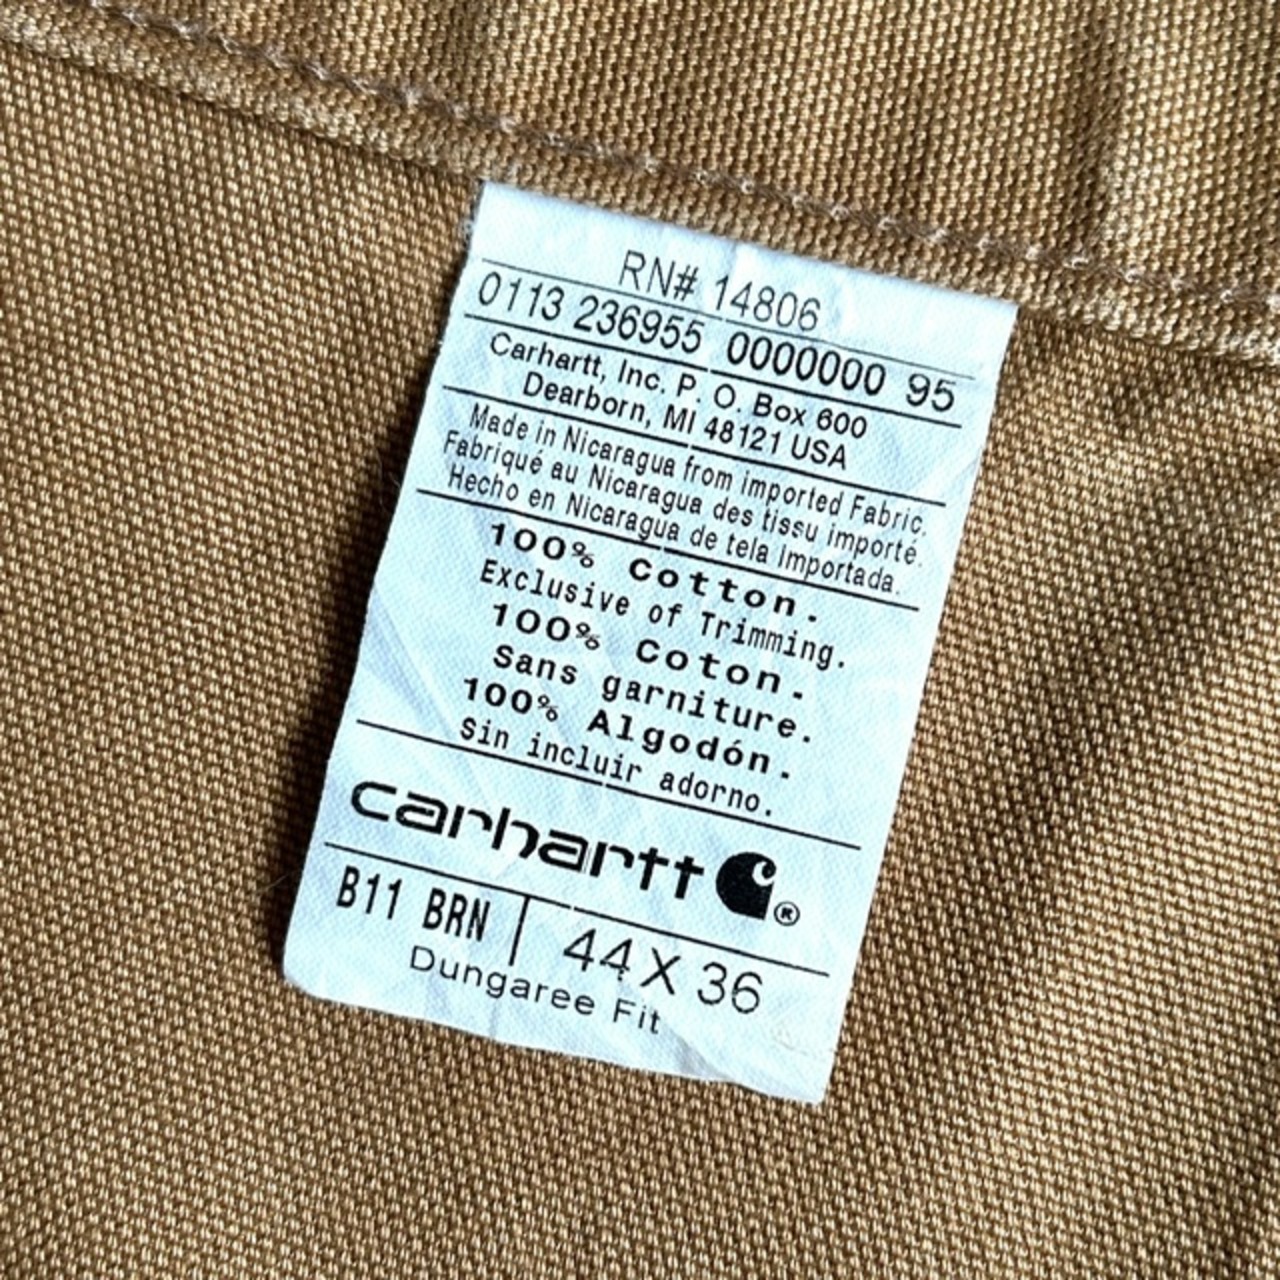 RN# 14806
0113 236955 0000000 95
Carhartt, Inc. P. O. Box 600
Dearborn, MI 48121 USA
Made in Nicaragua from imported Fabric.
Fabriqué au Nicaragua des tissu importé.
Hecho en Nicaragua de tela importada.
100% Cotton.
Exclusive of Trimming.
100% Coton.
Sans garniture.
100% Algodón.
Sin incluir adorno.
carhartt ®
B11 BRN | 44 X 36
Dungaree Fit